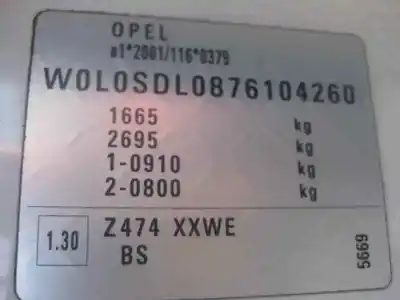 OPEL
a1*2001/116*0379
W0L0SDL0876104260
1665 kg
2695 kg
1-0910 kg
2-0800 kg
1.30 Z474 XXWE
BS
5669